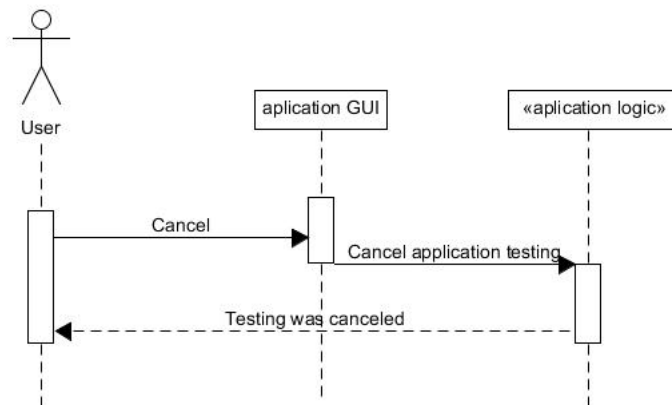 User
aplication GUI
«aplication logic»
Cancel
Cancel application testing
Testing was canceled